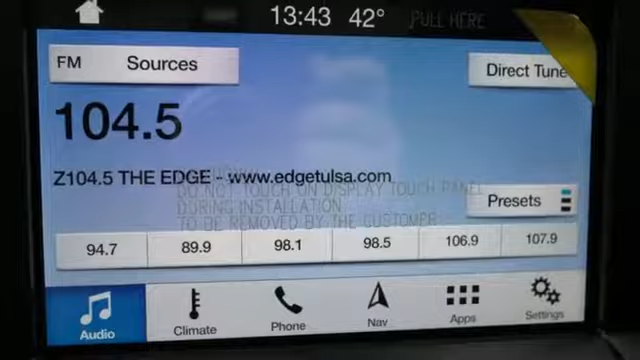 13:43 42° PULL HERE
FM Sources
Direct Tune
104.5
Z104.5 THE EDGE - www.edgetulsa.com
DO NOT TOUCH ON DISPLAY TOUCH PANEL
DURING INSTALLATION
TO BE REMOVED BY THE CUSTOMER
Presets
94.7 89.9 98.1 98.5 106.9 107.9
Audio Climate Phone Nav Apps Settings